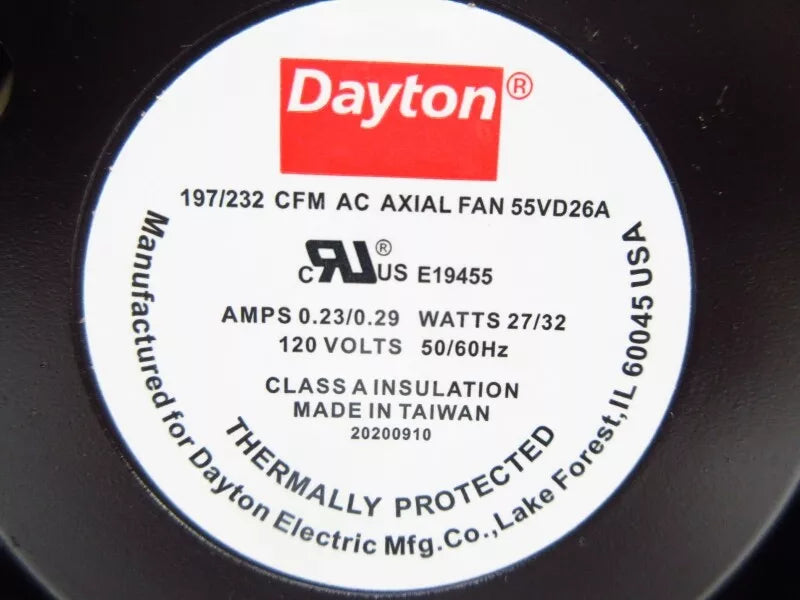 Dayton®
197/232 CFM AC AXIAL FAN 55VD26A
C RU® US E19455
AMPS 0.23/0.29 WATTS 27/32
120 VOLTS 50/60Hz
CLASS A INSULATION
MADE IN TAIWAN
20200910
THERMALLY PROTECTED
Manufactured for Dayton Electric Mfg.Co.,Lake Forest,IL 60045 USA